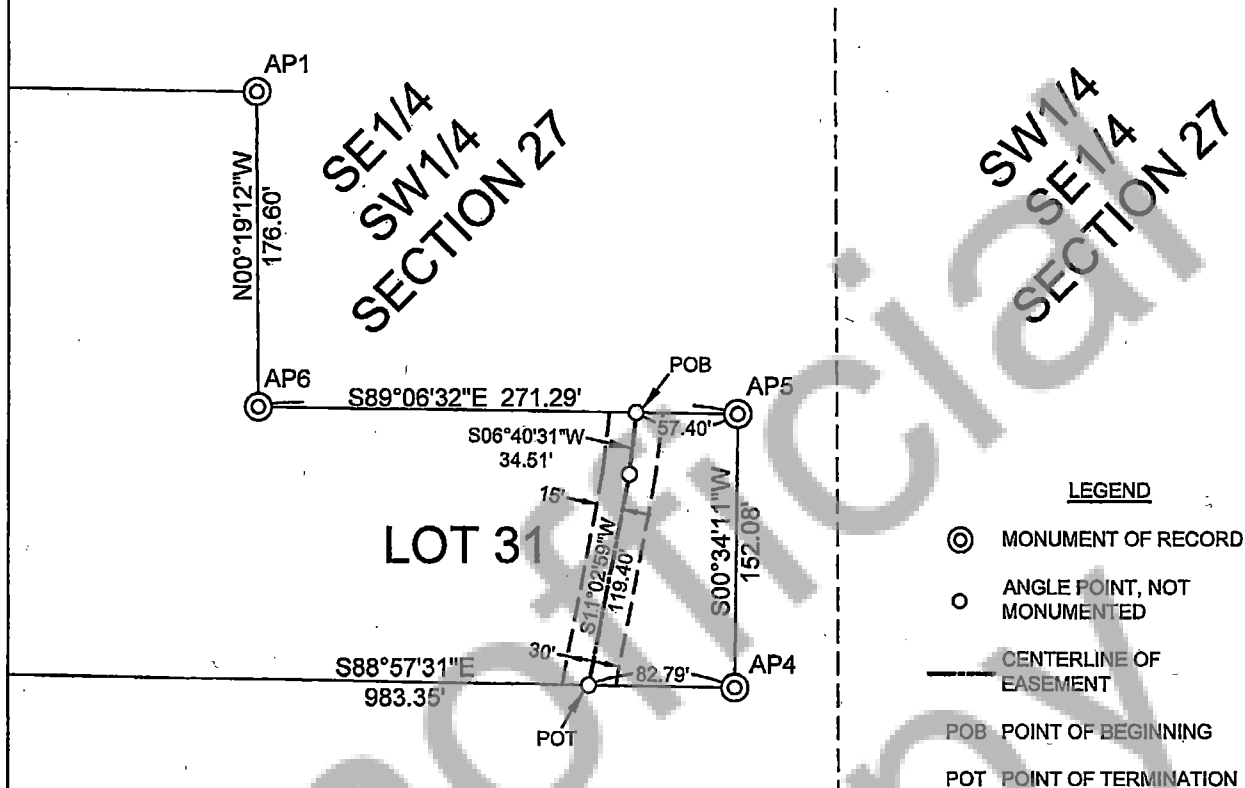 AP1
SE1/4
SW1/4
SECTION 27
SW1/4
SE1/4
SECTION 27
N00°19'12"W
176.60'
AP6
S89°06'32"E 271.29'
POB
AP5
57.40'
S06°40'31"W
34.51'
15'
LOT 31
S11°02'59"W
119.40'
S00°34'11"W
152.08'
30'
S88°57'31"E
983.35'
82.79'
AP4
POT
LEGEND
MONUMENT OF RECORD
ANGLE POINT, NOT
MONUMENTED
CENTERLINE OF
EASEMENT
POB POINT OF BEGINNING
POT POINT OF TERMINATION